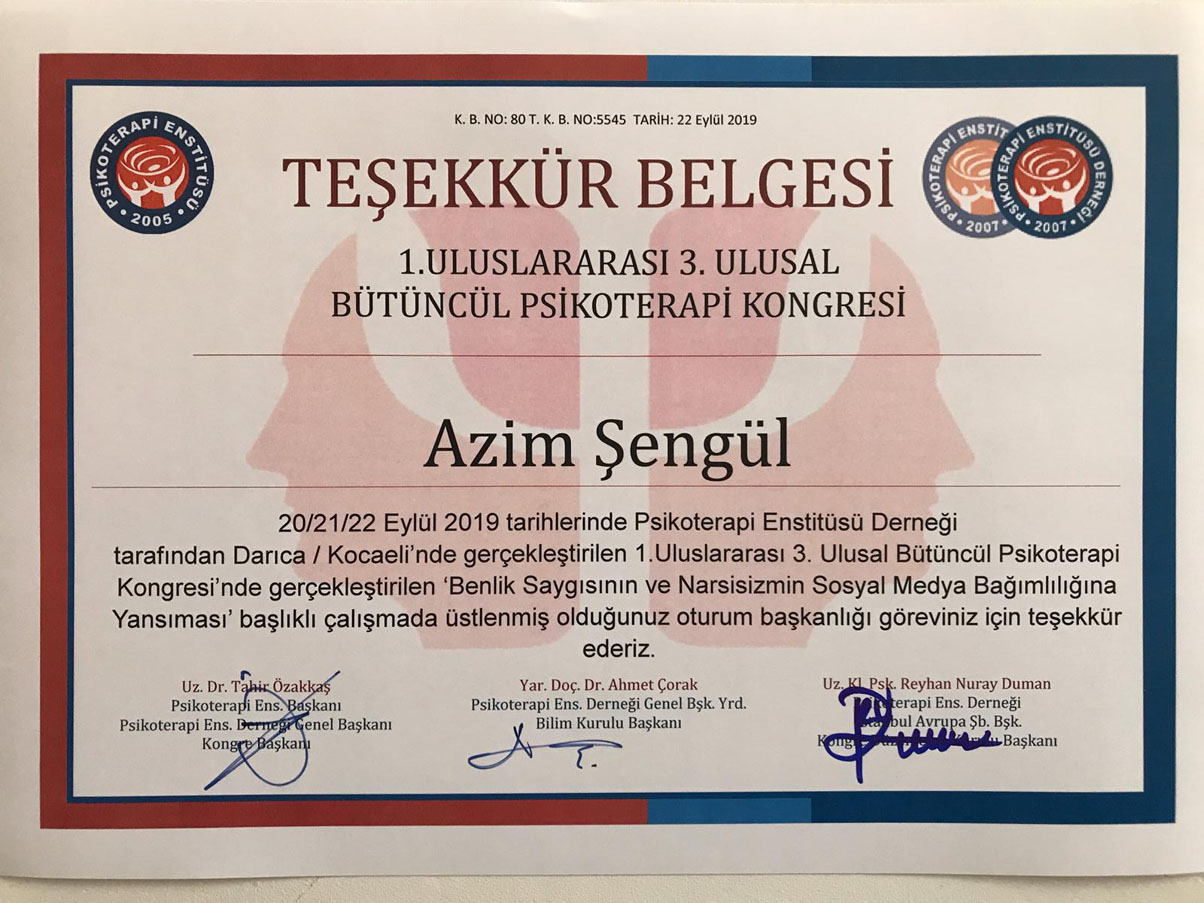 K. B. NO: 80 T. K. B. NO:5545 TARİH: 22 Eylül 2019
PSİKOTERAPİ ENSTİTÜSÜ
2005
PSİKOTERAPİ ENSTİT
2007
PSİKOTERAPİ ENSTİTÜSÜ DERNEĞİ
2007
TEŞEKKÜR BELGESİ
1.ULUSLARARASI 3. ULUSAL
BÜTÜNCÜL PSİKOTERAPİ KONGRESİ
Azim Şengül
20/21/22 Eylül 2019 tarihlerinde Psikoterapi Enstitüsü Derneği
tarafından Darıca / Kocaeli'nde gerçekleştirilen 1.Uluslararası 3. Ulusal Bütüncül Psikoterapi
Kongresi'nde gerçekleştirilen 'Benlik Saygısının ve Narsisizmin Sosyal Medya Bağımlılığına
Yansıması' başlıklı çalışmada üstlenmiş olduğunuz oturum başkanlığı göreviniz için teşekkür
ederiz.
Uz. Dr. Tahir Özakkaş
Psikoterapi Ens. Başkanı
Psikoterapi Ens. Derneği Genel Başkanı
Kongre Başkanı
Yar. Doç. Dr. Ahmet Çorak
Psikoterapi Ens. Derneği Genel Bşk. Yrd.
Bilim Kurulu Başkanı
Uz. Kl. Psk. Reyhan Nuray Duman
Psikoterapi Ens. Derneği
İstanbul Avrupa Şb. Bşk.
Başkanı